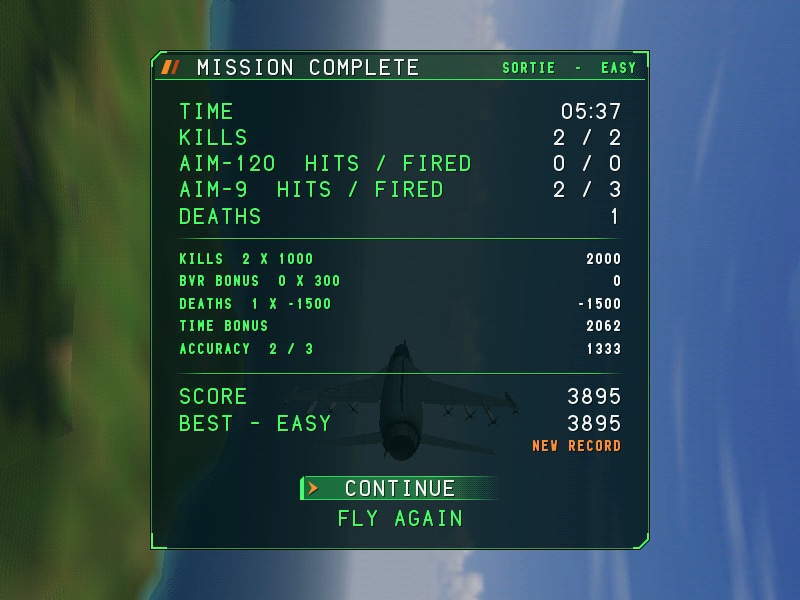 MISSION COMPLETE SORTIE - EASY
TIME 05:37
KILLS 2 / 2
AIM-120 HITS / FIRED 0 / 0
AIM-9 HITS / FIRED 2 / 3
DEATHS 1
KILLS 2 X 1000 2000
BVR BONUS 0 X 300 0
DEATHS 1 X -1500 -1500
TIME BONUS 2062
ACCURACY 2 / 3 1333
SCORE 3895
BEST - EASY 3895
NEW RECORD
CONTINUE
FLY AGAIN